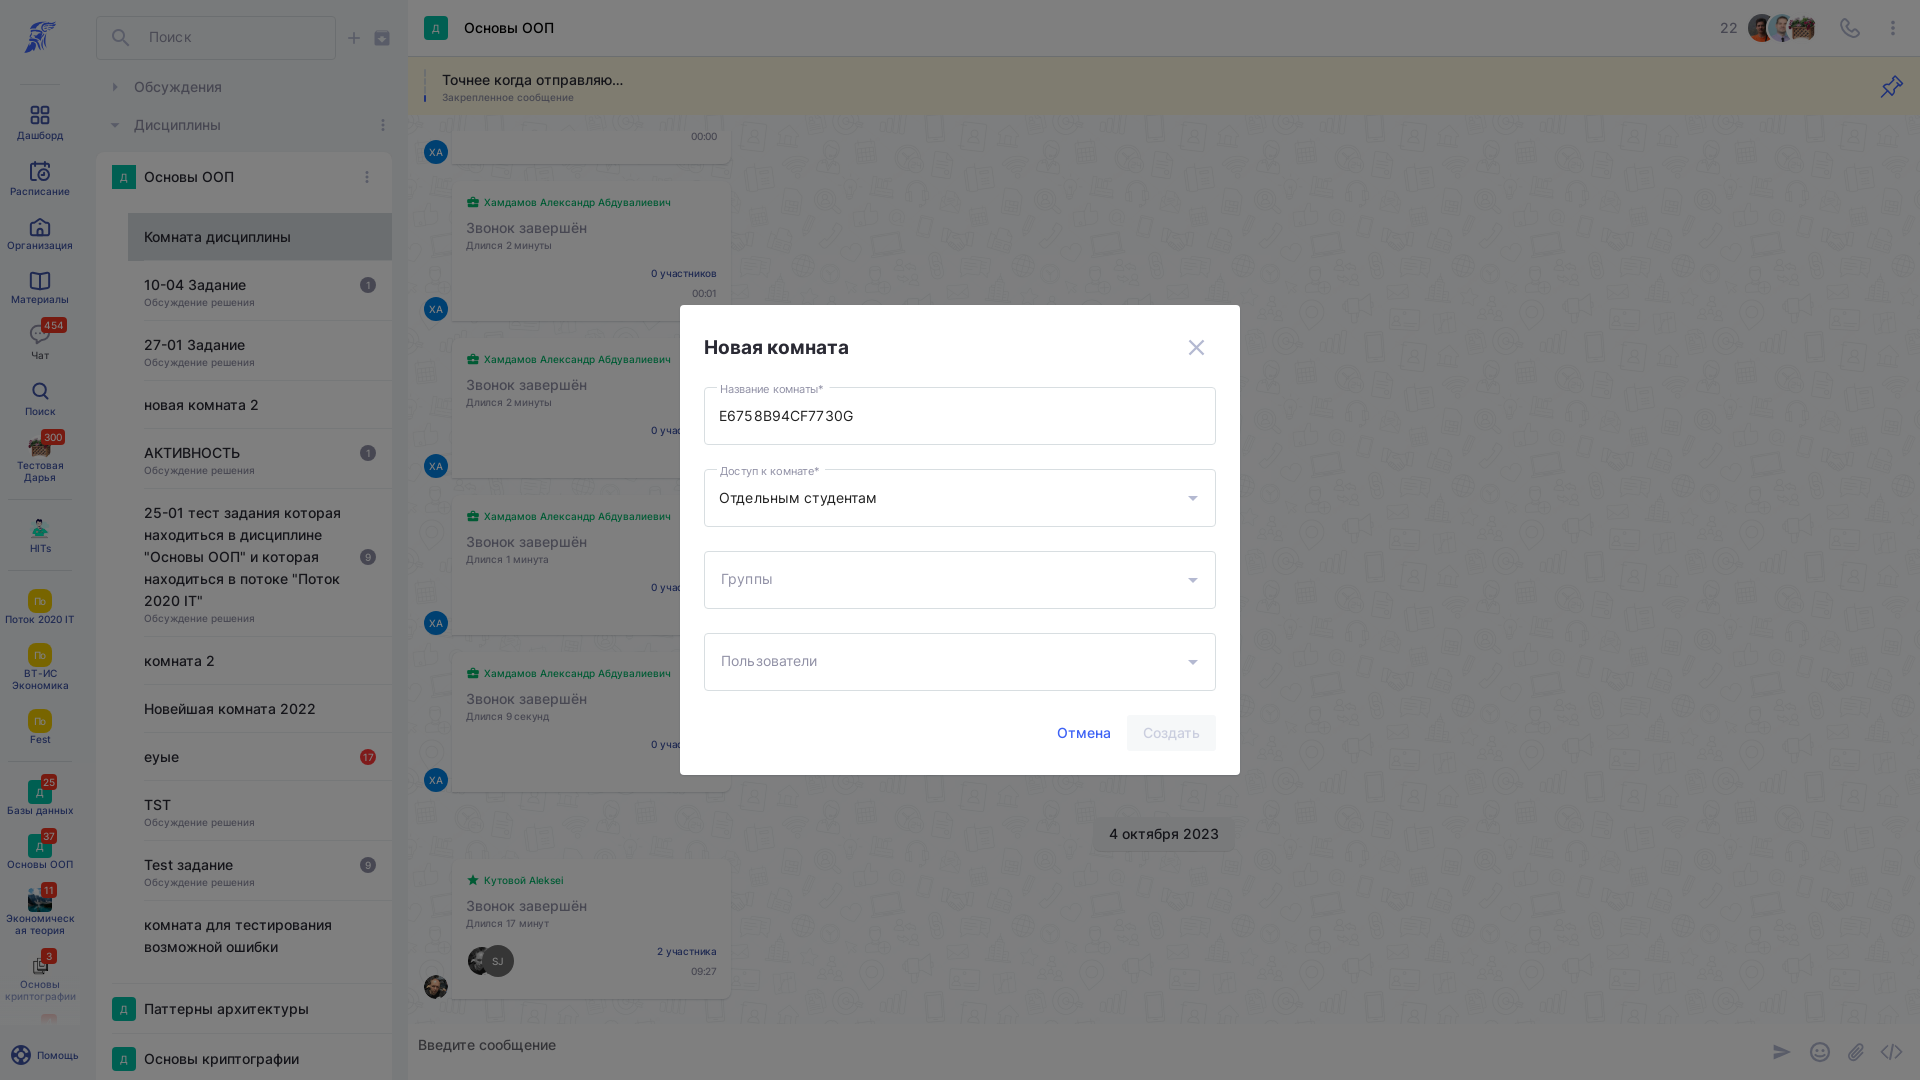 Дашборд
Расписание
Организация
Материалы
454
Чат
Поиск
300
Тестовая
Дарья
HITs
По
Поток 2020 IT
По
ВТ-ИС
Экономика
По
Fest
25
Д
Базы данных
37
Д
Основы ООП
11
Экономическ
ая теория
3
Основы
криптографии
Помощь
Поиск
Обсуждения
Дисциплины
Д
Основы ООП
Комната дисциплины
10-04 Задание
1
Обсуждение решения
27-01 Задание
Обсуждение решения
новая комната 2
АКТИВНОСТЬ
1
Обсуждение решения
25-01 тест задания которая
находиться в дисциплине
"Основы ООП" и которая
9
находиться в потоке "Поток
2020 IT"
Обсуждение решения
комната 2
Новейшая комната 2022
еуые
17
TST
Обсуждение решения
Test задание
9
Обсуждение решения
комната для тестирования
возможной ошибки
Д
Паттерны архитектуры
Д
Основы криптографии
Д
Основы ООП
22
Точнее когда отправляю...
Закрепленное сообщение
00:00
ХА
Хамдамов Александр Абдувалиевич
Звонок завершён
Длился 2 минуты
0 участников
00:01
ХА
Хамдамов Александр Абдувалиевич
Звонок завершён
Длился 2 минуты
0 учас
ХА
Хамдамов Александр Абдувалиевич
Звонок завершён
Длился 1 минута
0 учас
ХА
Хамдамов Александр Абдувалиевич
Звонок завершён
Длился 9 секунд
0 учас
ХА
4 октября 2023
Кутовой Aleksei
Звонок завершён
Длился 17 минут
SJ
2 участника
09:27
Введите сообщение
Новая комната
Название комнаты*
E6758B94CF7730G
Доступ к комнате*
Отдельным студентам
Группы
Пользователи
Отмена
Создать